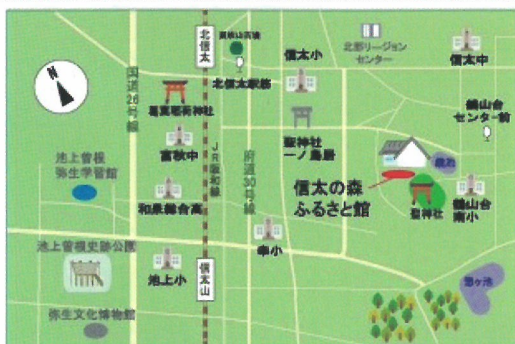 N
北信太
信太小
北部リージョン
センター
信太中
北信太駅前
国道26号線
葛葉稲荷神社
鶴山台
センター前
聖神社
一ノ鳥居
富秋中
池上曽根
弥生学習館
JR阪和線
府道30号線
信太の森
ふるさと館
鏡池
聖神社
鶴山台
南小
和泉総合高
池上曽根史跡公園
池上小
信太山
幸小
惣ヶ池
弥生文化博物館